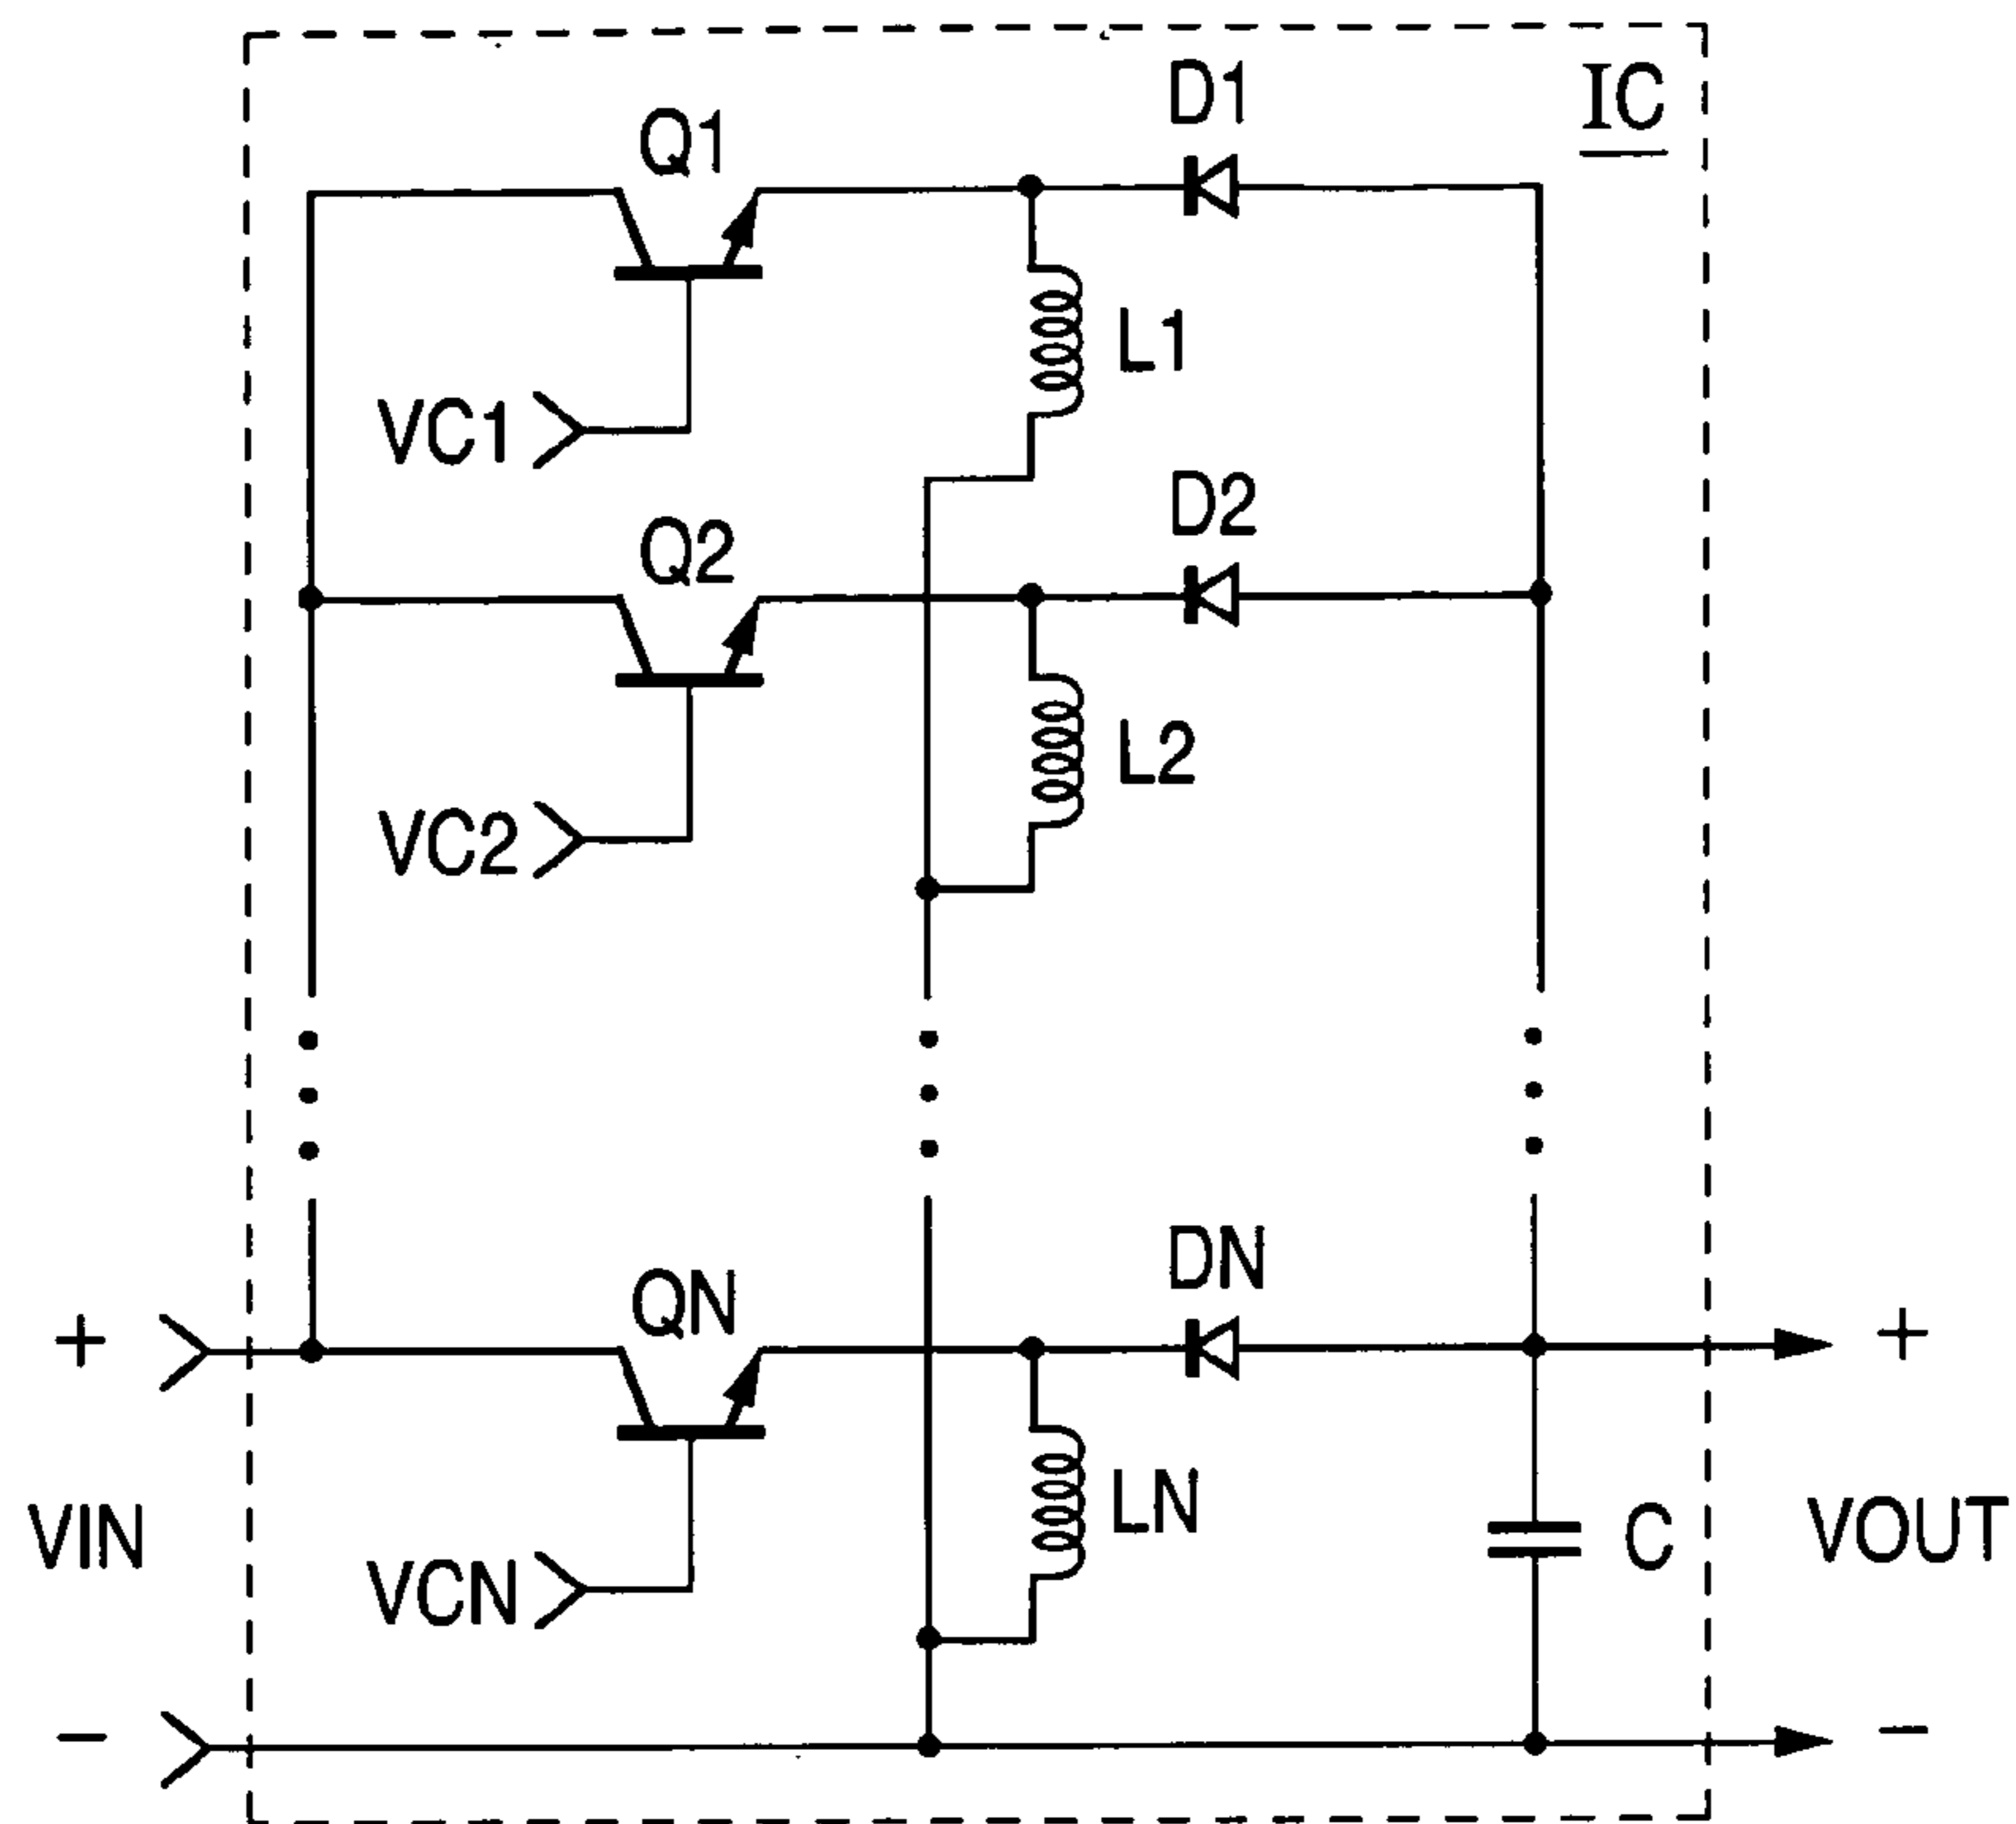 D1
IC
Q1
L1
VC1
D2
Q2
L2
VC2
DN
QN
+
+
LN
VIN
C
VOUT
VCN
−
−